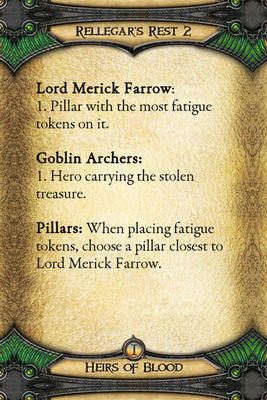 Rellegar's Rest 2
Lord Merick Farrow:
1. Pillar with the most fatigue
tokens on it.
Goblin Archers:
1. Hero carrying the stolen
treasure.
Pillars: When placing fatigue
tokens, choose a pillar closest to
Lord Merick Farrow.
1
Heirs of Blood